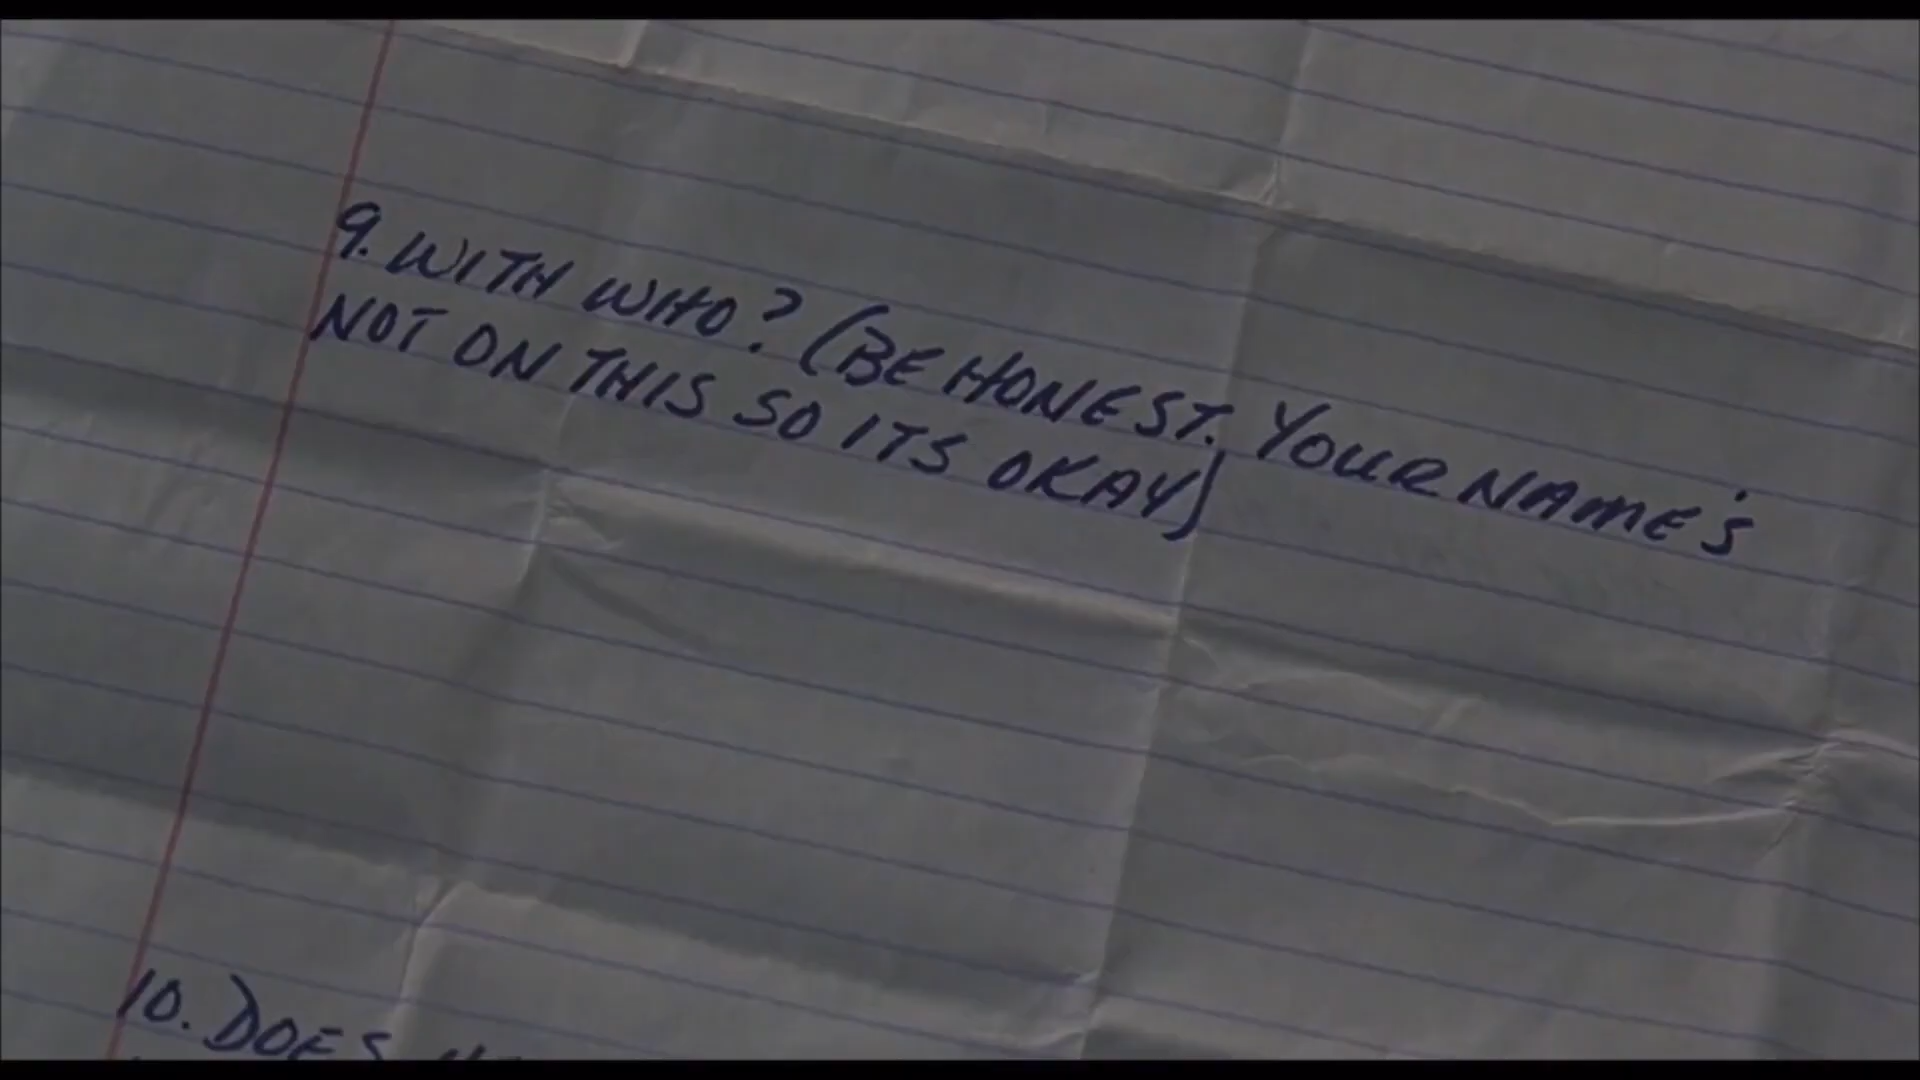 9. WITH WHO? (BE HONEST. YOUR NAME'S
NOT ON THIS SO ITS OKAY)
10. DOES